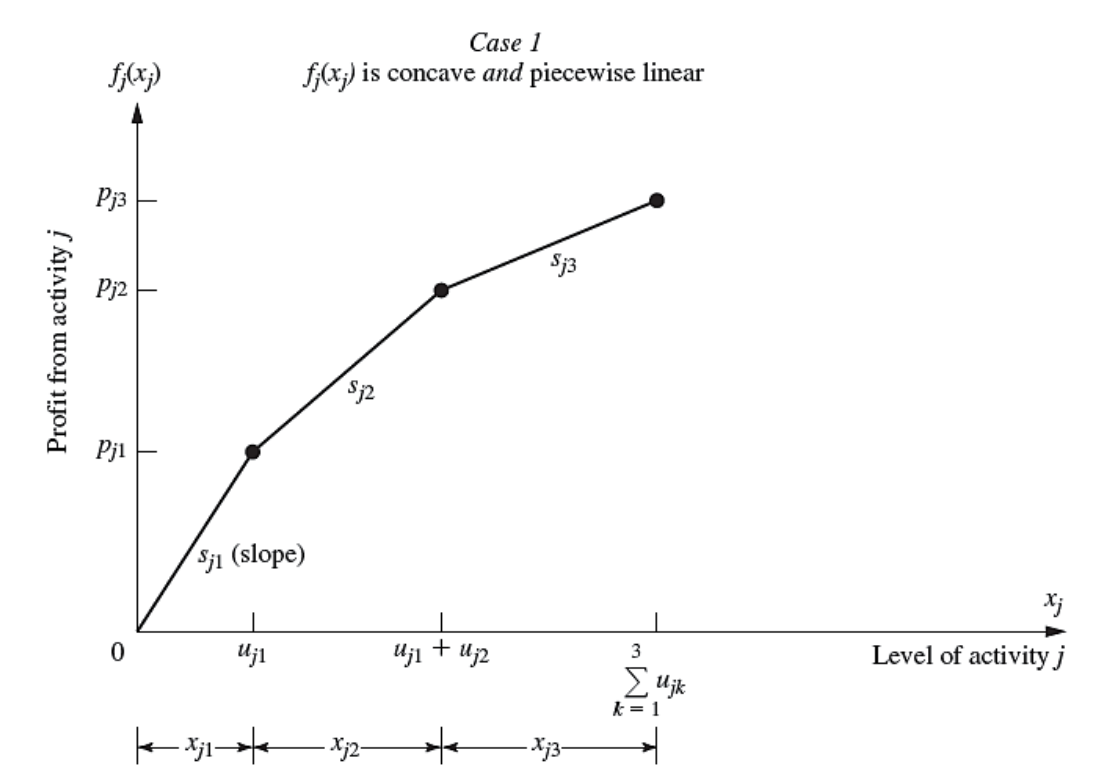 Case 1
f_j(x_j) is concave and piecewise linear
f_j(x_j)
Profit from activity j
p_j3
p_j2
p_j1
s_j3
s_j2
s_j1 (slope)
x_j
0
u_j1
u_j1 + u_j2
3
∑ u_jk
k = 1
Level of activity j
x_j1
x_j2
x_j3